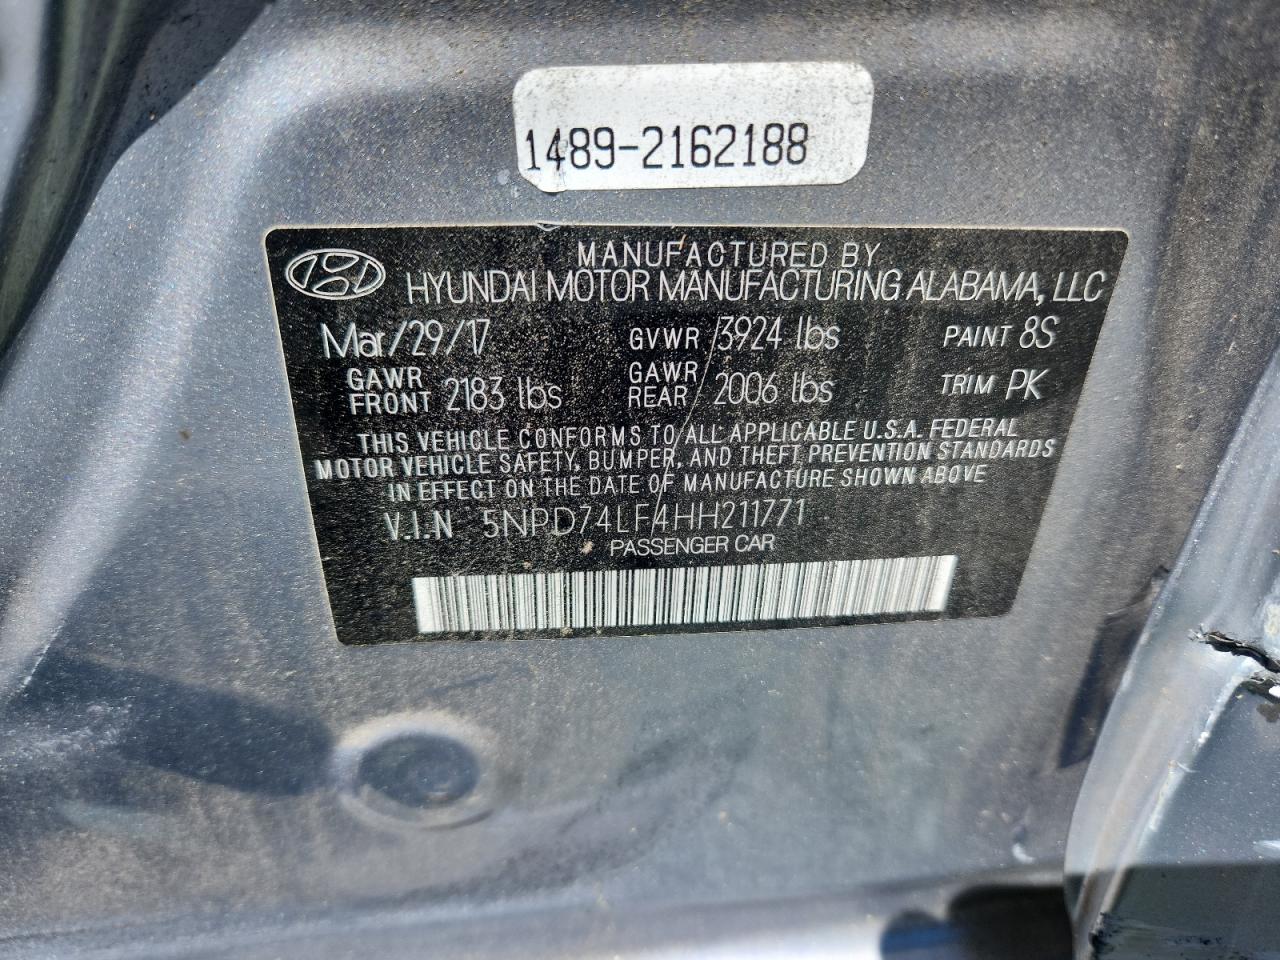 1489-2162188
MANUFACTURED BY
HYUNDAI MOTOR MANUFACTURING ALABAMA, LLC
Mar/29/17 GVWR 3924 lbs PAINT 8S
GAWR FRONT 2183 lbs GAWR REAR 2006 lbs TRIM PK
THIS VEHICLE CONFORMS TO ALL APPLICABLE U.S.A. FEDERAL
MOTOR VEHICLE SAFETY, BUMPER, AND THEFT PREVENTION STANDARDS
IN EFFECT ON THE DATE OF MANUFACTURE SHOWN ABOVE
V.I.N 5NPD74LF4HH211771
PASSENGER CAR